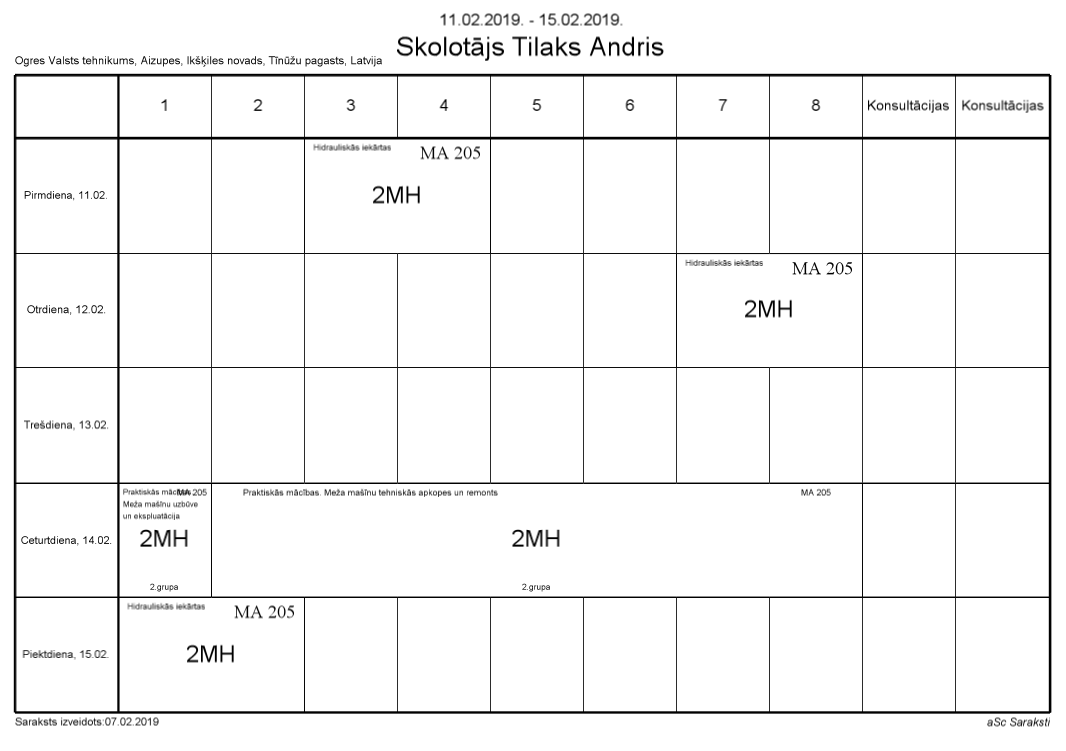 11.02.2019. - 15.02.2019.
Skolotājs Tilaks Andris
Ogres Valsts tehnikums, Aizupes, Ikšķiles novads, Tīnūžu pagasts, Latvija
1 2 3 4 5 6 7 8 Konsultācijas Konsultācijas
Hidrauliskās iekārtas MA 205
Pirmdiena, 11.02. 2MH
Hidrauliskās iekārtas MA 205
Otrdiena, 12.02. 2MH
Trešdiena, 13.02.
Praktiskās mācības. MA 205 Praktiskās mācības. Meža mašīnu tehniskās apkopes un remonts MA 205
Meža mašīnu uzbūve
un ekspluatācija
Ceturtdiena, 14.02. 2MH 2MH
2.grupa 2.grupa
Hidrauliskās iekārtas MA 205
Piektdiena, 15.02. 2MH
Saraksts izveidots:07.02.2019 aSc Saraksti